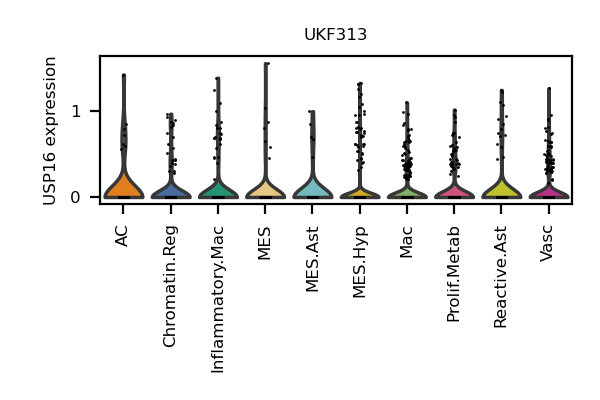 UKF313
USP16 expression
1
0
AC
Chromatin.Reg
Inflammatory.Mac
MES
MES.Ast
MES.Hyp
Mac
Prolif.Metab
Reactive.Ast
Vasc